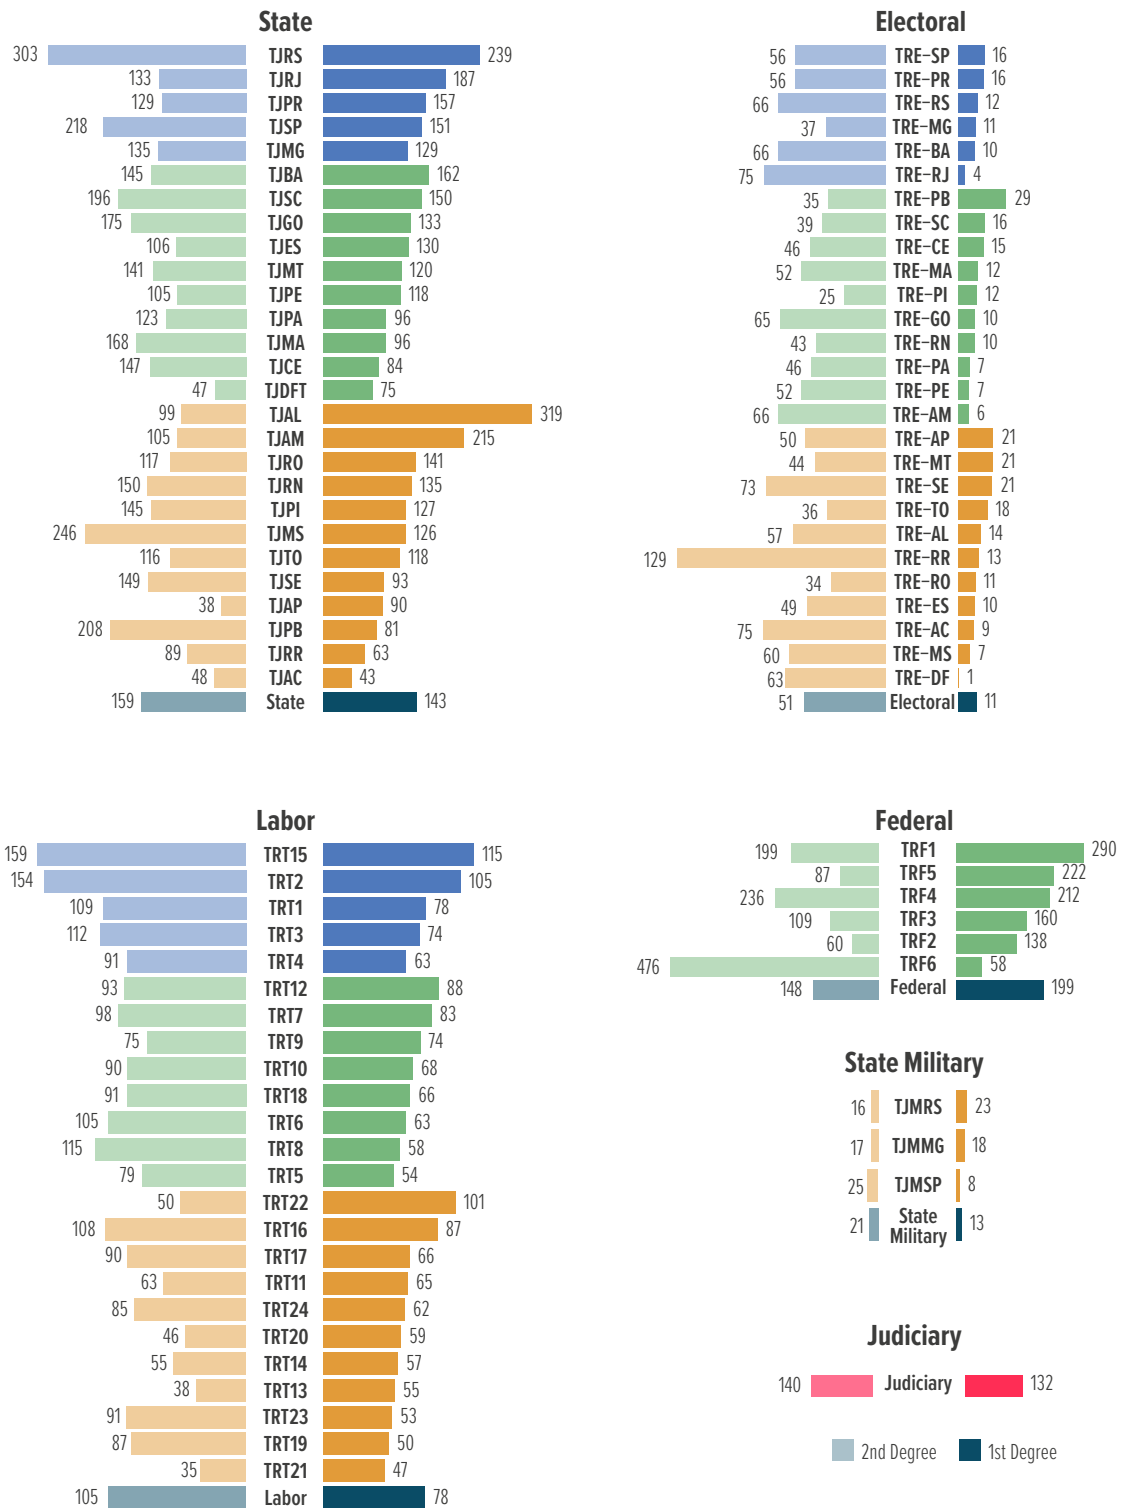 State
303 TJRS 239
133 TJRJ 187
129 TJPR 157
218 TJSP 151
135 TJMG 129
145 TJBA 162
196 TJSC 150
175 TJGO 133
106 TJES 130
141 TJMT 120
105 TJPE 118
123 TJPA 96
168 TJMA 96
147 TJCE 84
47 TJDFT 75
99 TJAL 319
105 TJAM 215
117 TJRO 141
150 TJRN 135
145 TJPI 127
246 TJMS 126
116 TJTO 118
149 TJSE 93
38 TJAP 90
208 TJPB 81
89 TJRR 63
48 TJAC 43
159 State 143
Electoral
56 TRE-SP 16
56 TRE-PR 16
66 TRE-RS 12
37 TRE-MG 11
66 TRE-BA 10
75 TRE-RJ 4
35 TRE-PB 29
39 TRE-SC 16
46 TRE-CE 15
52 TRE-MA 12
25 TRE-PI 12
65 TRE-GO 10
43 TRE-RN 10
46 TRE-PA 7
52 TRE-PE 7
66 TRE-AM 6
50 TRE-AP 21
44 TRE-MT 21
73 TRE-SE 21
36 TRE-TO 18
57 TRE-AL 14
129 TRE-RR 13
34 TRE-RO 11
49 TRE-ES 10
75 TRE-AC 9
60 TRE-MS 7
63 TRE-DF 1
51 Electoral 11
Labor
159 TRT15 115
154 TRT2 105
109 TRT1 78
112 TRT3 74
91 TRT4 63
93 TRT12 88
98 TRT7 83
75 TRT9 74
90 TRT10 68
91 TRT18 66
105 TRT6 63
115 TRT8 58
79 TRT5 54
50 TRT22 101
108 TRT16 87
90 TRT17 66
63 TRT11 65
85 TRT24 62
46 TRT20 59
55 TRT14 57
38 TRT13 55
91 TRT23 53
87 TRT19 50
35 TRT21 47
105 Labor 78
Federal
199 TRF1 290
87 TRF5 222
236 TRF4 212
109 TRF3 160
60 TRF2 138
476 TRF6 58
148 Federal 199
State Military
16 TJMRS 23
17 TJMMG 18
25 TJMSP 8
21 State 13
Military
Judiciary
140 Judiciary 132
2nd Degree 1st Degree